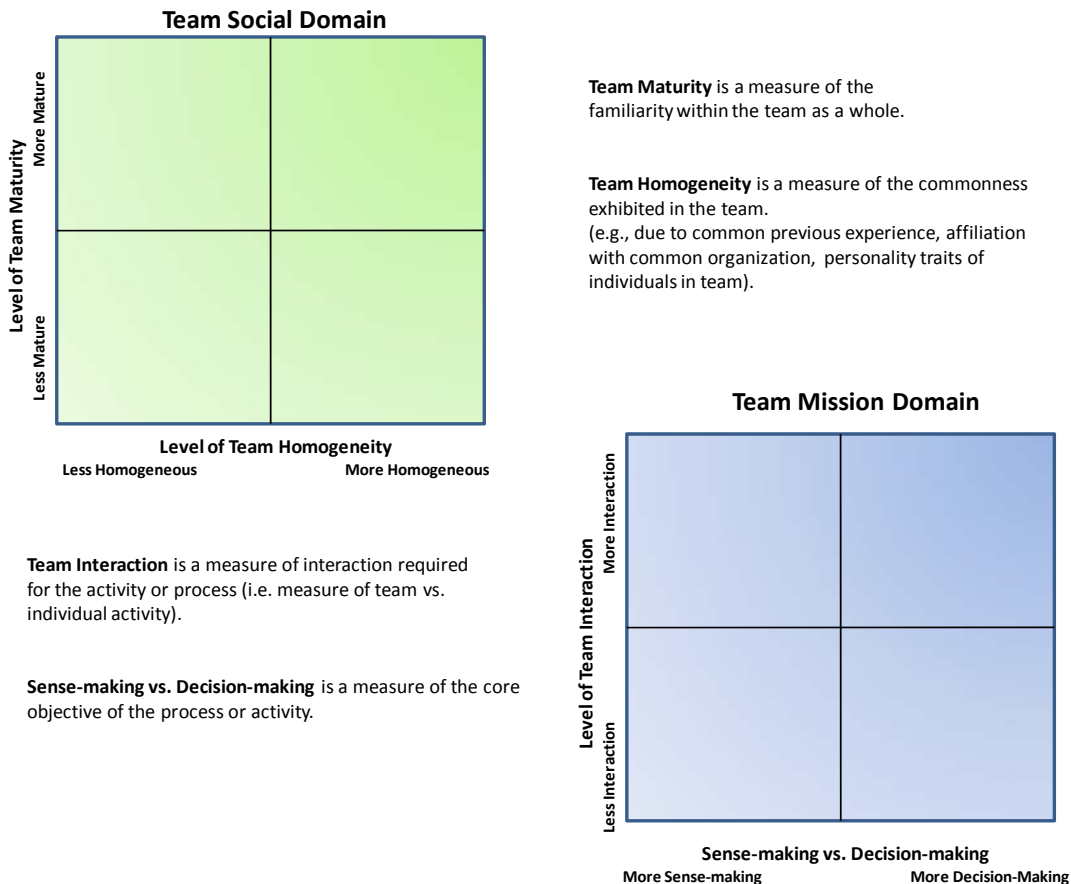 Team Social Domain
Level of Team Maturity
More Mature
Less Mature
Level of Team Homogeneity
Less Homogeneous
More Homogeneous
Team Maturity is a measure of the
familiarity within the team as a whole.
Team Homogeneity is a measure of the commonness
exhibited in the team.
(e.g., due to common previous experience, affiliation
with common organization, personality traits of
individuals in team).
Team Interaction is a measure of interaction required
for the activity or process (i.e. measure of team vs.
individual activity).
Sense-making vs. Decision-making is a measure of the core
objective of the process or activity.
Team Mission Domain
Level of Team Interaction
More Interaction
Less Interaction
Sense-making vs. Decision-making
More Sense-making
More Decision-Making